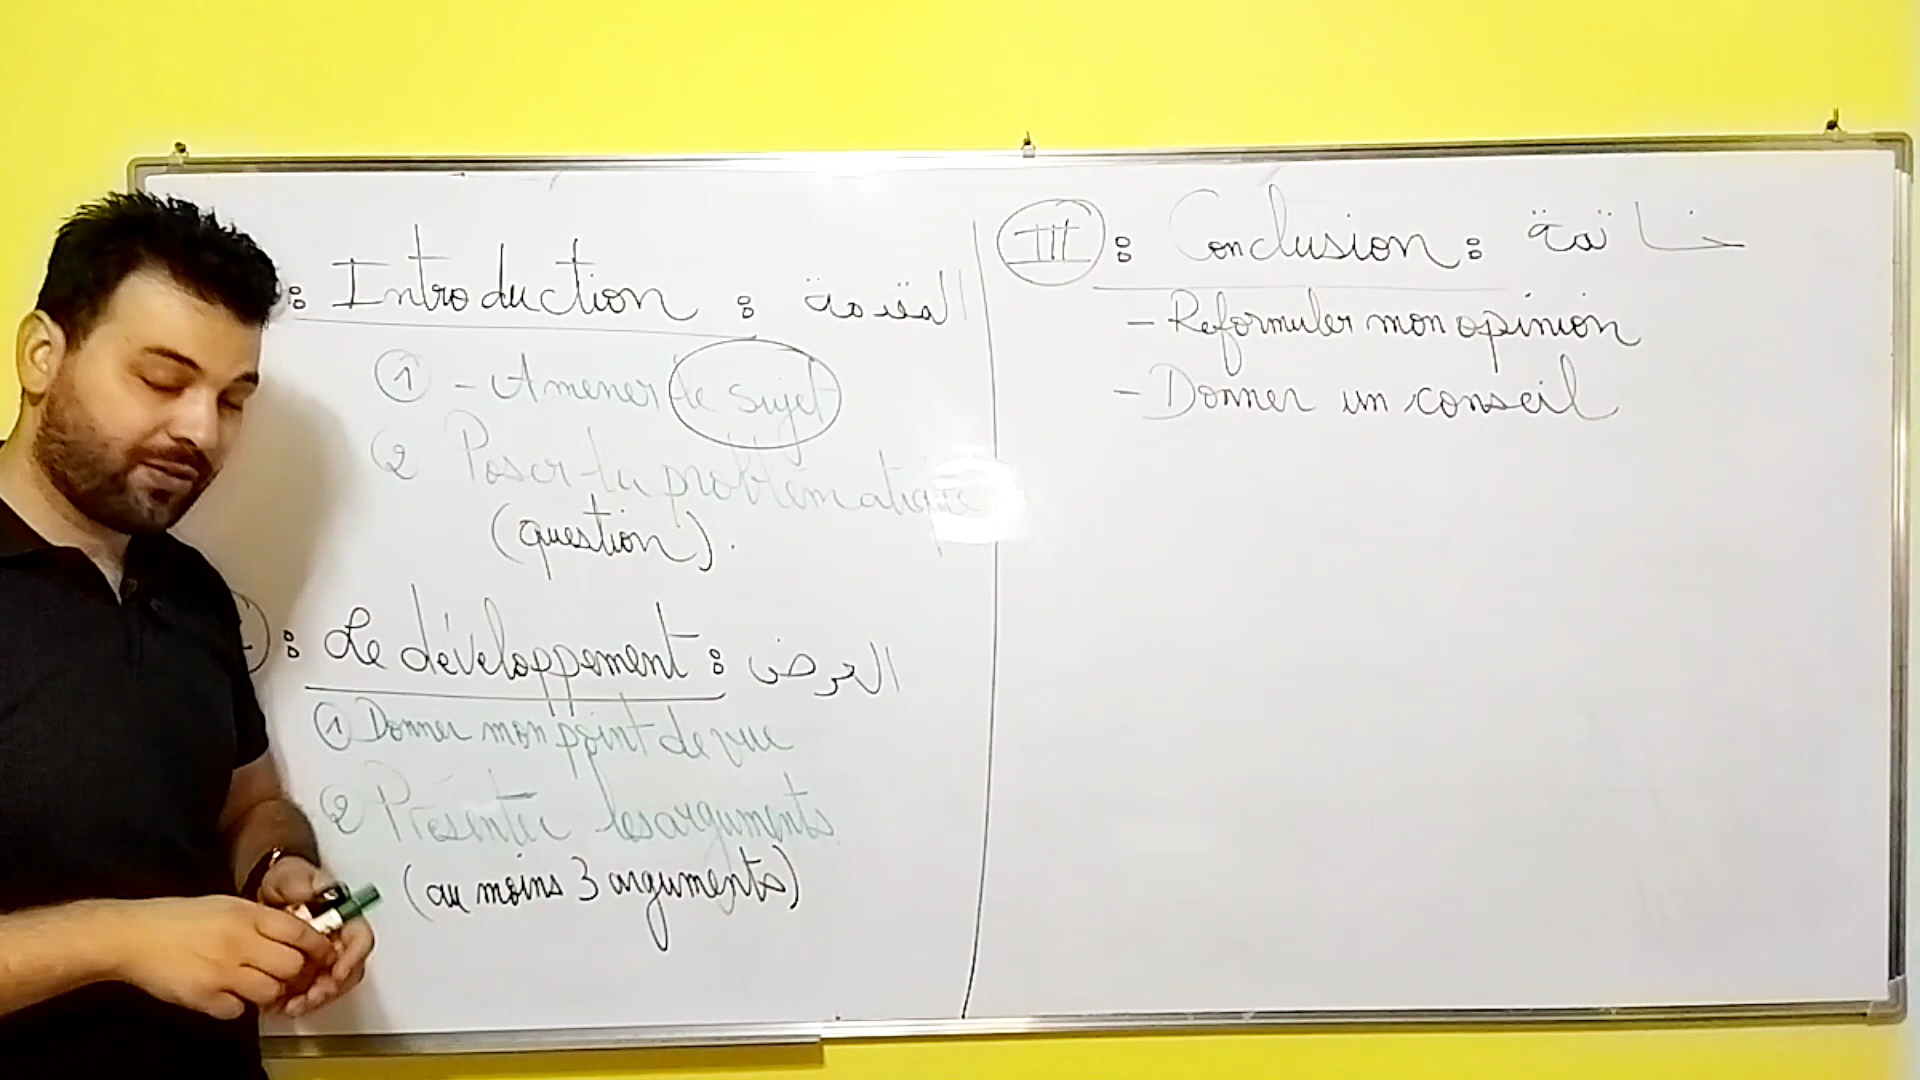 : Introduction : المقدمة
① - Amener le sujet
② Poser la problématique
(question).
: Le développement : العرض
① Donner mon point de vue
② Présenter les arguments
(au moins 3 arguments)
III : Conclusion : خاتمة
- Reformuler mon opinion
- Donner un conseil